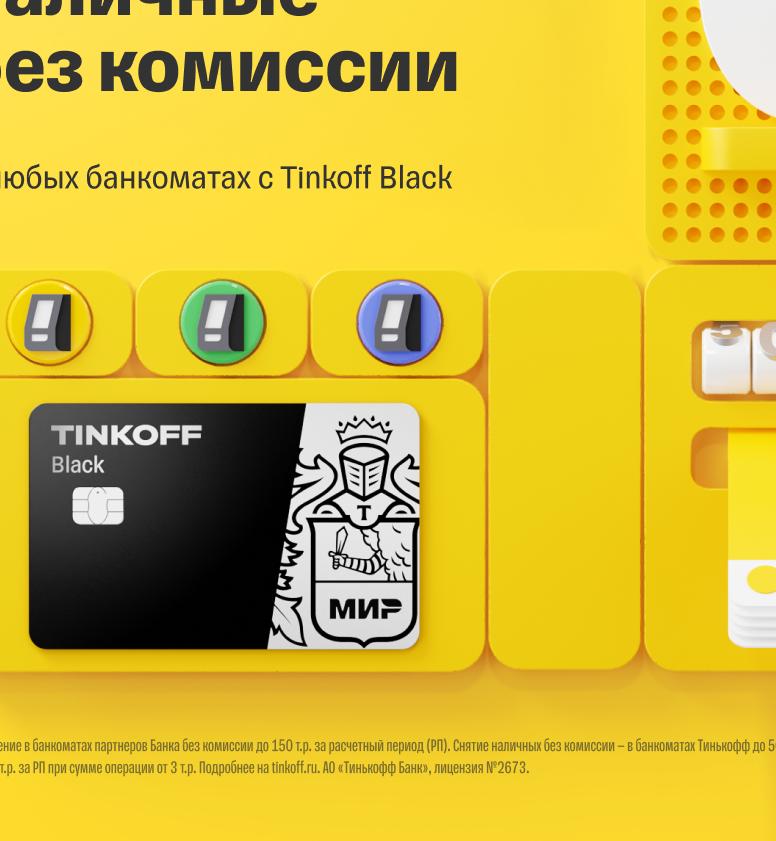 аличные
без комиссии
любых банкоматах с Tinkoff Black
TINKOFF
Black
Т
МИР
ение в банкоматах партнеров Банка без комиссии до 150 т.р. за расчетный период (РП). Снятие наличных без комиссии – в банкоматах Тинькофф до 5
т.р. за РП при сумме операции от 3 т.р. Подробнее на tinkoff.ru. АО «Тинькофф Банк», лицензия №2673.